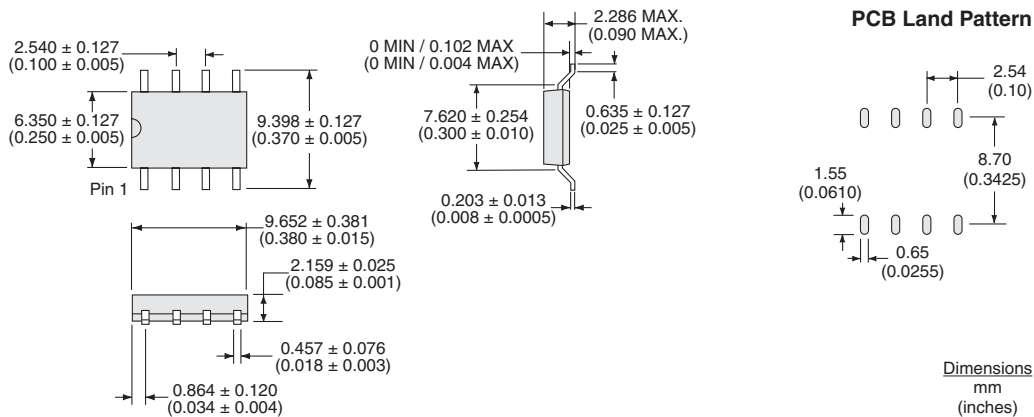 2.540 ± 0.127
(0.100 ± 0.005)
6.350 ± 0.127
(0.250 ± 0.005)
9.398 ± 0.127
(0.370 ± 0.005)
Pin 1
9.652 ± 0.381
(0.380 ± 0.015)
2.159 ± 0.025
(0.085 ± 0.001)
0.457 ± 0.076
(0.018 ± 0.003)
0.864 ± 0.120
(0.034 ± 0.004)
2.286 MAX.
(0.090 MAX.)
0 MIN / 0.102 MAX
(0 MIN / 0.004 MAX)
7.620 ± 0.254
(0.300 ± 0.010)
0.635 ± 0.127
(0.025 ± 0.005)
0.203 ± 0.013
(0.008 ± 0.0005)
PCB Land Pattern
2.54
(0.10)
8.70
(0.3425)
1.55
(0.0610)
0.65
(0.0255)
Dimensions
mm
(inches)